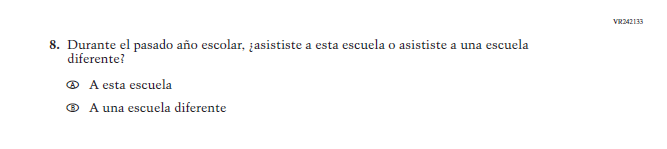 VR242133
8. Durante el pasado año escolar, ¿asististe a esta escuela o asististe a una escuela
diferente?
Ⓐ A esta escuela
Ⓑ A una escuela diferente